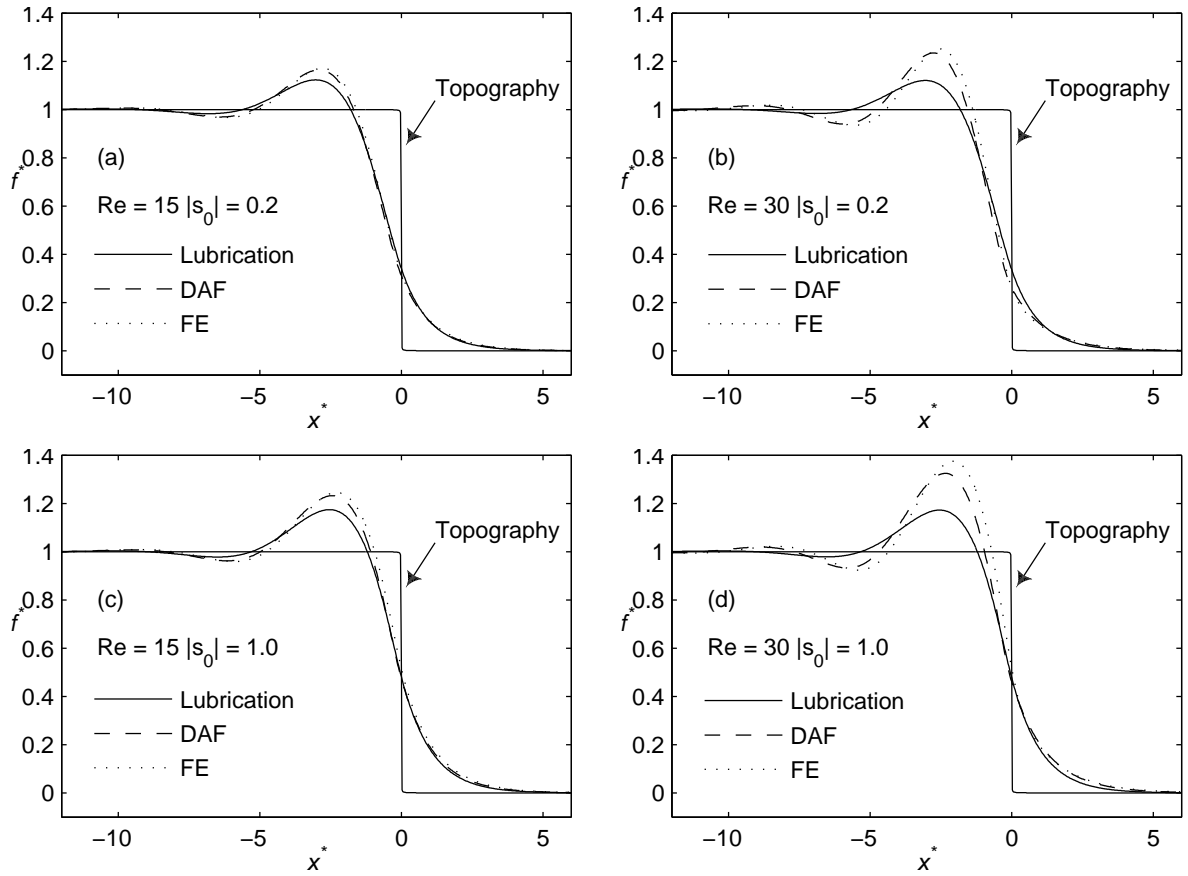 1.4
1.2
1
0.8
0.6
0.4
0.2
0
f*
Topography
(a)
Re = 15 |s0| = 0.2
Lubrication
DAF
FE
−10
−5
0
5
x*
1.4
1.2
1
0.8
0.6
0.4
0.2
0
f*
Topography
(b)
Re = 30 |s0| = 0.2
Lubrication
DAF
FE
−10
−5
0
5
x*
1.4
1.2
1
0.8
0.6
0.4
0.2
0
f*
Topography
(c)
Re = 15 |s0| = 1.0
Lubrication
DAF
FE
−10
−5
0
5
x*
1.4
1.2
1
0.8
0.6
0.4
0.2
0
f*
Topography
(d)
Re = 30 |s0| = 1.0
Lubrication
DAF
FE
−10
−5
0
5
x*